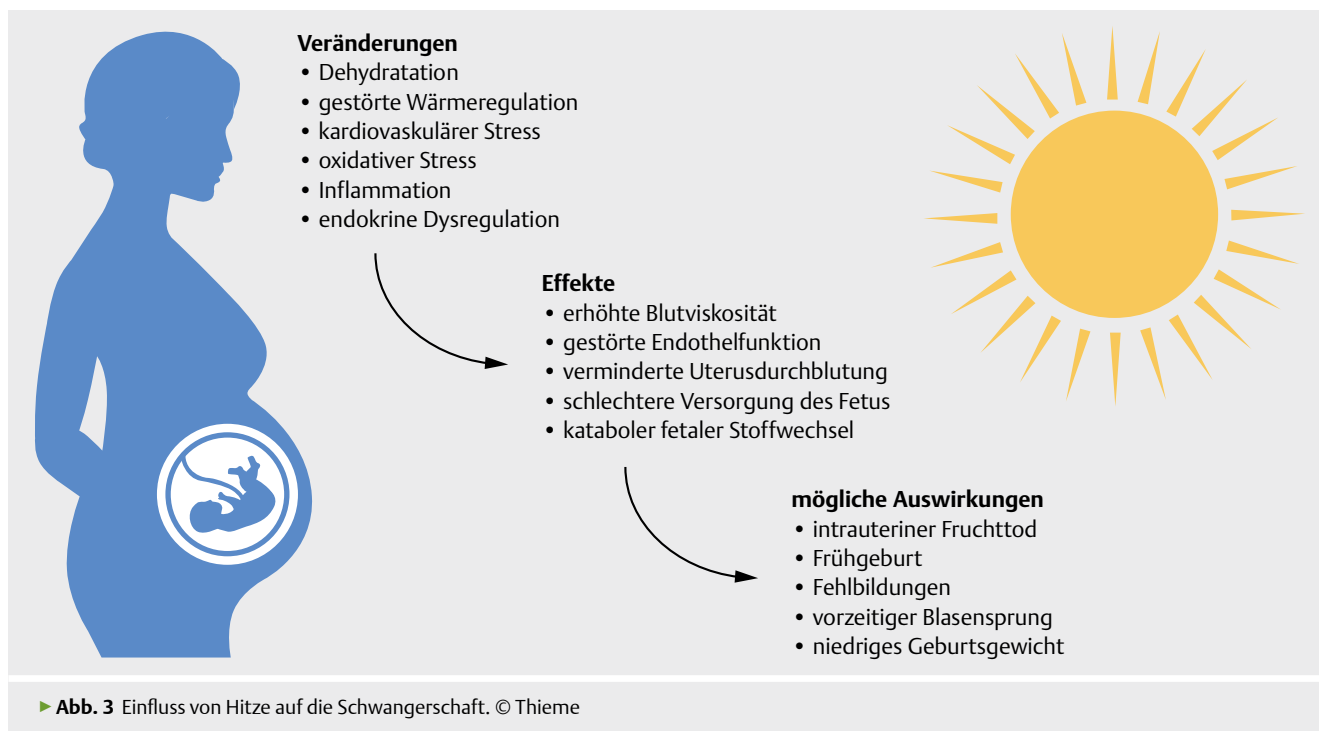 Veränderungen
• Dehydratation
• gestörte Wärmeregulation
• kardiovaskulärer Stress
• oxidativer Stress
• Inflammation
• endokrine Dysregulation
Effekte
• erhöhte Blutviskosität
• gestörte Endothelfunktion
• verminderte Uterusdurchblutung
• schlechtere Versorgung des Fetus
• kataboler fetaler Stoffwechsel
mögliche Auswirkungen
• intrauteriner Fruchttod
• Frühgeburt
• Fehlbildungen
• vorzeitiger Blasensprung
• niedriges Geburtsgewicht
▶ Abb. 3 Einfluss von Hitze auf die Schwangerschaft. © Thieme